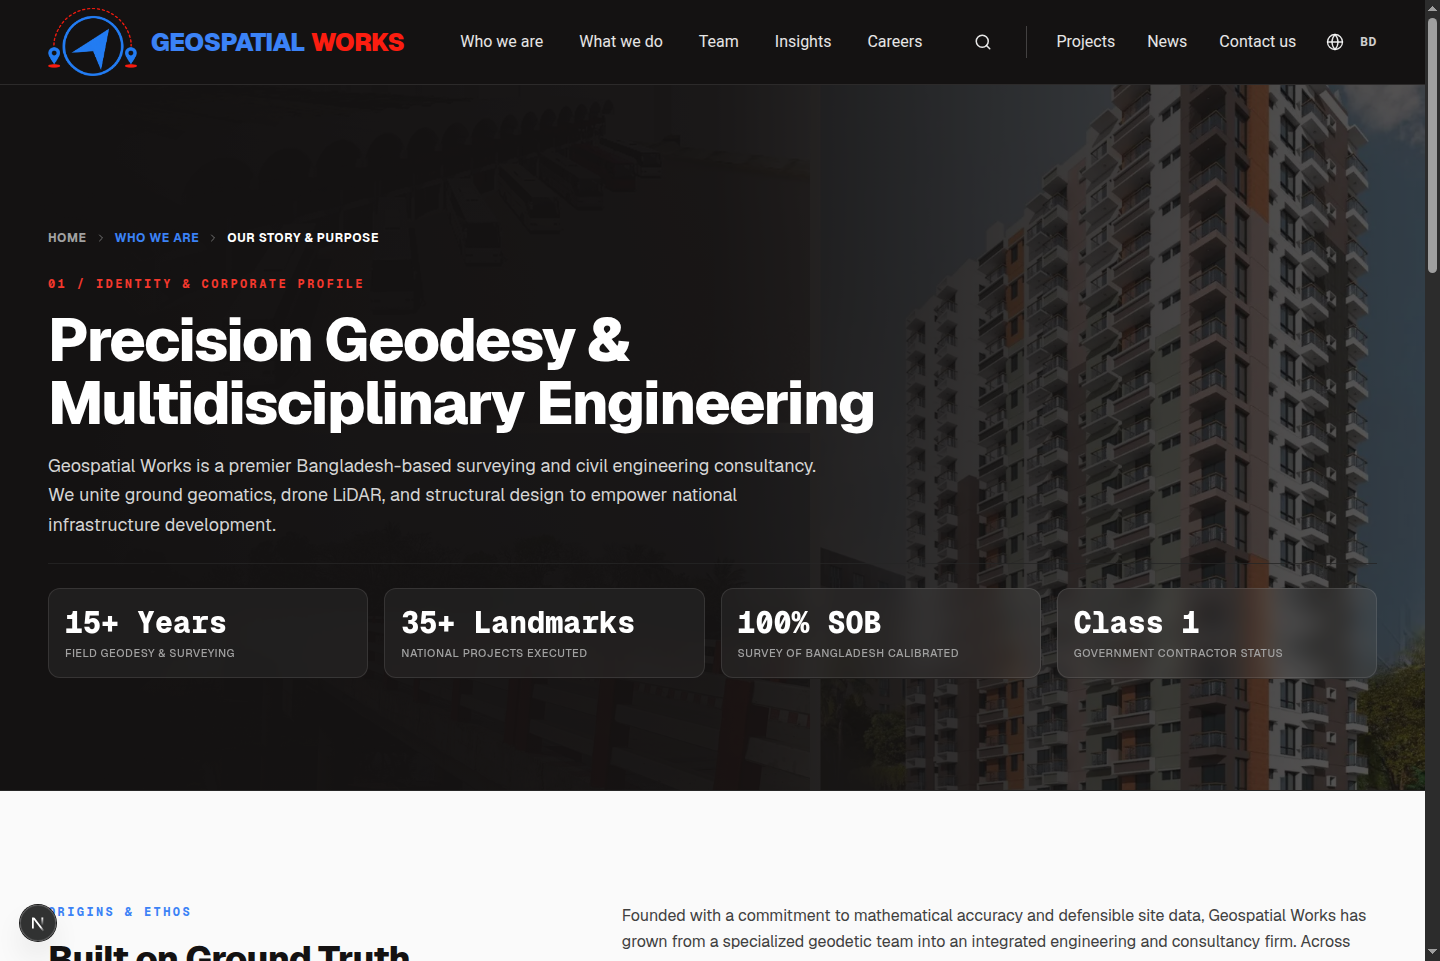 GEOSPATIAL WORKS
Who we are
What we do
Team
Insights
Careers
Projects
News
Contact us
BD
HOME > WHO WE ARE > OUR STORY & PURPOSE
01 / IDENTITY & CORPORATE PROFILE
Precision Geodesy &
Multidisciplinary Engineering
Geospatial Works is a premier Bangladesh-based surveying and civil engineering consultancy.
We unite ground geomatics, drone LiDAR, and structural design to empower national
infrastructure development.
15+ Years
FIELD GEODESY & SURVEYING
35+ Landmarks
NATIONAL PROJECTS EXECUTED
100% SOB
SURVEY OF BANGLADESH CALIBRATED
Class 1
GOVERNMENT CONTRACTOR STATUS
N
ORIGINS & ETHOS
Built on Ground Truth
Founded with a commitment to mathematical accuracy and defensible site data, Geospatial Works has
grown from a specialized geodetic team into an integrated engineering and consultancy firm. Across